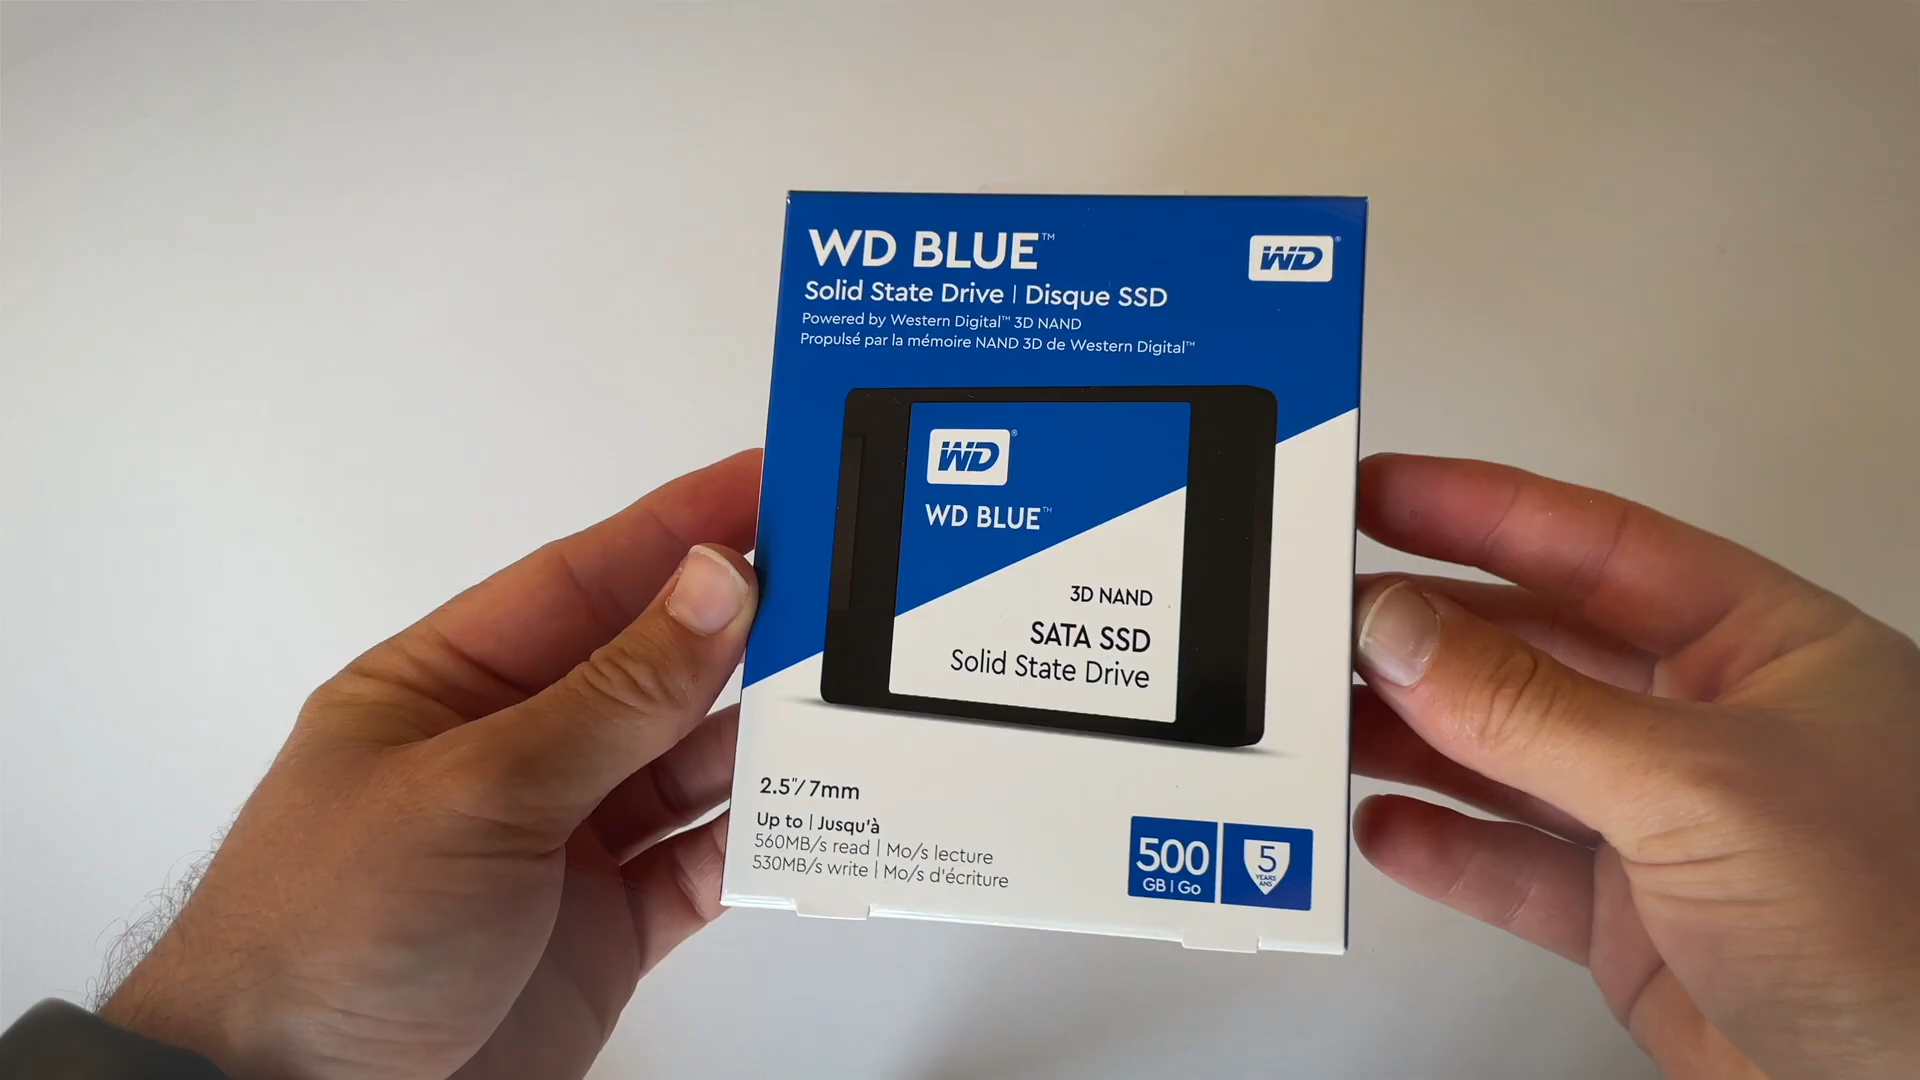 WD BLUE™
WD®
Solid State Drive | Disque SSD
Powered by Western Digital™ 3D NAND
Propulsé par la mémoire NAND 3D de Western Digital™
WD®
WD BLUE™
3D NAND
SATA SSD
Solid State Drive
2.5"/7mm
Up to | Jusqu'à
560MB/s read | Mo/s lecture
530MB/s write | Mo/s d'écriture
500
GB | Go
5
YEARS
ANS